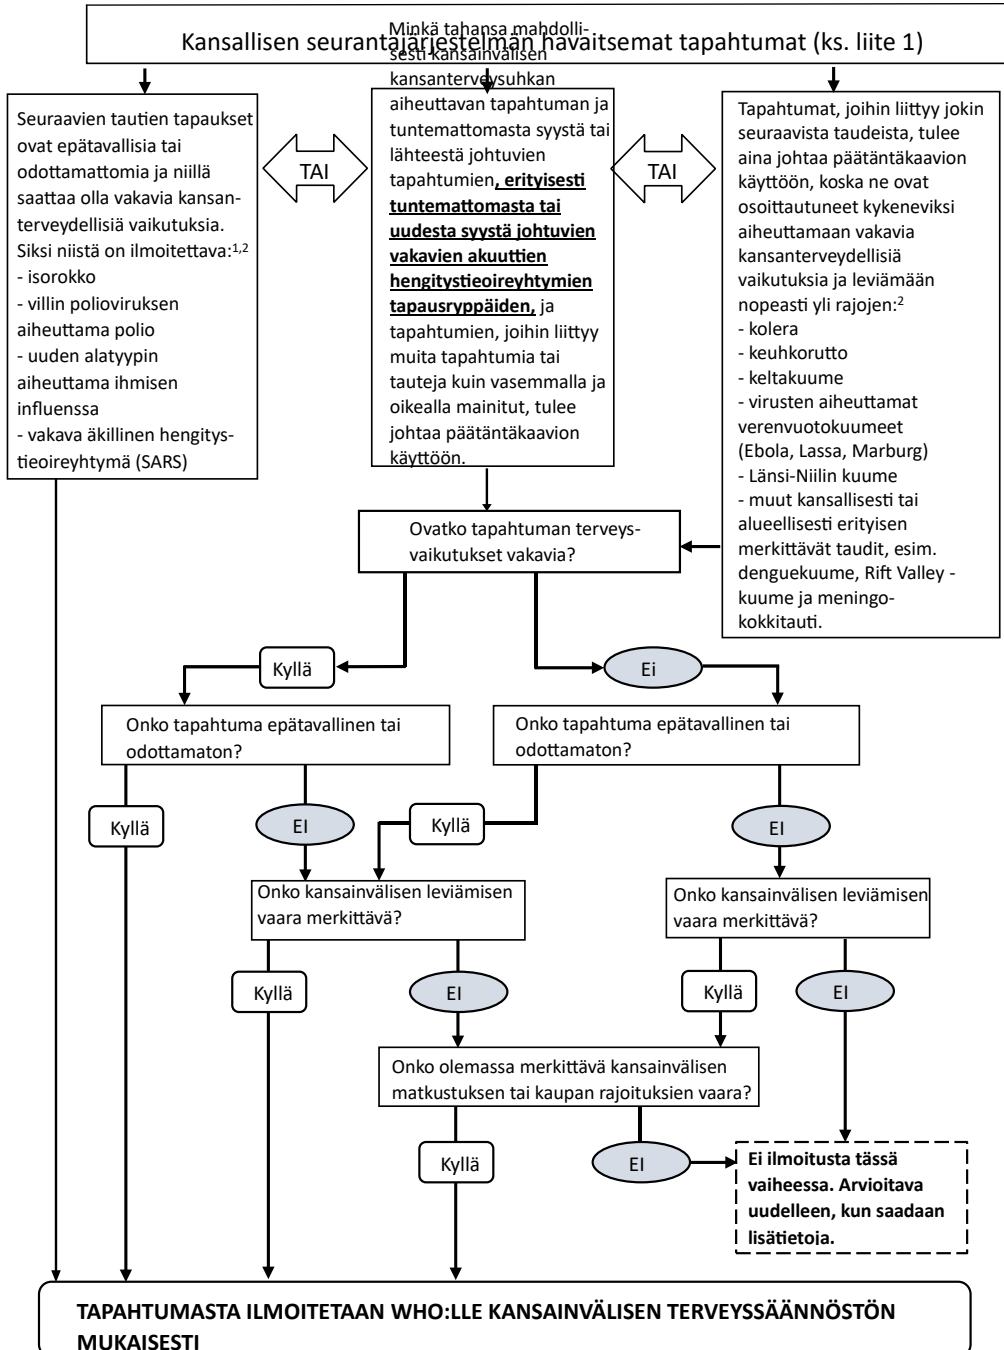 Kansallisen seurantajärjestelmän havaitsemat tapahtumat (ks. liite 1)
Seuraavien tautien tapaukset
ovat epätavallisia tai
odottamattomia ja niillä
saattaa olla vakavia kansan-
terveydellisiä vaikutuksia.
Siksi niistä on ilmoitettava:1,2
- isorokko
- villin polioviruksen
aiheuttama polio
- uuden alatyypin
aiheuttama ihmisen
influenssa
- vakava äkillinen hengitys-
tieoireyhtymä (SARS)
TAI
Minkä tahansa mahdolli-
sesti kansainvälisen
kansanterveysuhkan
aiheuttavan tapahtuman ja
tuntemattomasta syystä tai
lähteestä johtuvien
tapahtumien, erityisesti
tuntemattomasta tai
uudesta syystä johtuvien
vakavien akuuttien
hengitystieoireyhtymien
tapausryppäiden, ja
tapahtumien, joihin liittyy
muita tapahtumia tai
tauteja kuin vasemmalla ja
oikealla mainitut, tulee
johtaa päätäntäkaavion
käyttöön.
TAI
Tapahtumat, joihin liittyy jokin
seuraavista taudeista, tulee
aina johtaa päätäntäkaavion
käyttöön, koska ne ovat
osoittautuneet kykeneviksi
aiheuttamaan vakavia
kansanterveydellisiä
vaikutuksia ja leviämään
nopeasti yli rajojen:2
- kolera
- keuhkorutto
- keltakuume
- virusten aiheuttamat
verenvuotokuumeet
(Ebola, Lassa, Marburg)
- Länsi-Niilin kuume
- muut kansallisesti tai
alueellisesti erityisen
merkittävät taudit, esim.
denguekuume, Rift Valley -
kuume ja meningo-
kokkitauti.
Ovatko tapahtuman terveys-
vaikutukset vakavia?
Kyllä
Ei
Onko tapahtuma epätavallinen tai
odottamaton?
Onko tapahtuma epätavallinen tai
odottamaton?
Kyllä
EI
Kyllä
EI
Onko kansainvälisen leviämisen
vaara merkittävä?
Onko kansainvälisen leviämisen
vaara merkittävä?
Kyllä
EI
Kyllä
EI
Onko olemassa merkittävä kansainvälisen
matkustuksen tai kaupan rajoituksien vaara?
Kyllä
EI
Ei ilmoitusta tässä
vaiheessa. Arvioitava
uudelleen, kun saadaan
lisätietoja.
TAPAHTUMASTA ILMOITETAAN WHO:LLE KANSAINVÄLISEN TERVEYSSÄÄNNÖSTÖN
MUKAISESTI